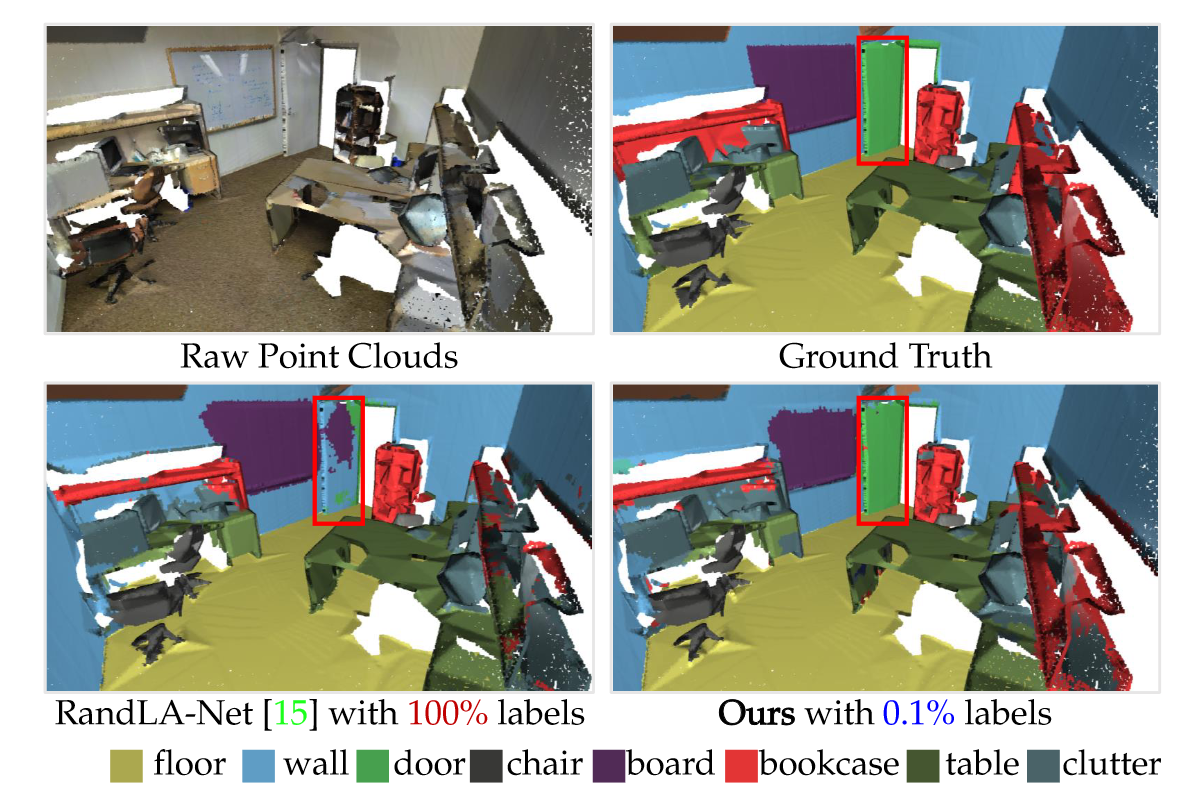 Raw Point Clouds
Ground Truth
RandLA-Net [15] with 100% labels
Ours with 0.1% labels
floor wall door chair board bookcase table clutter